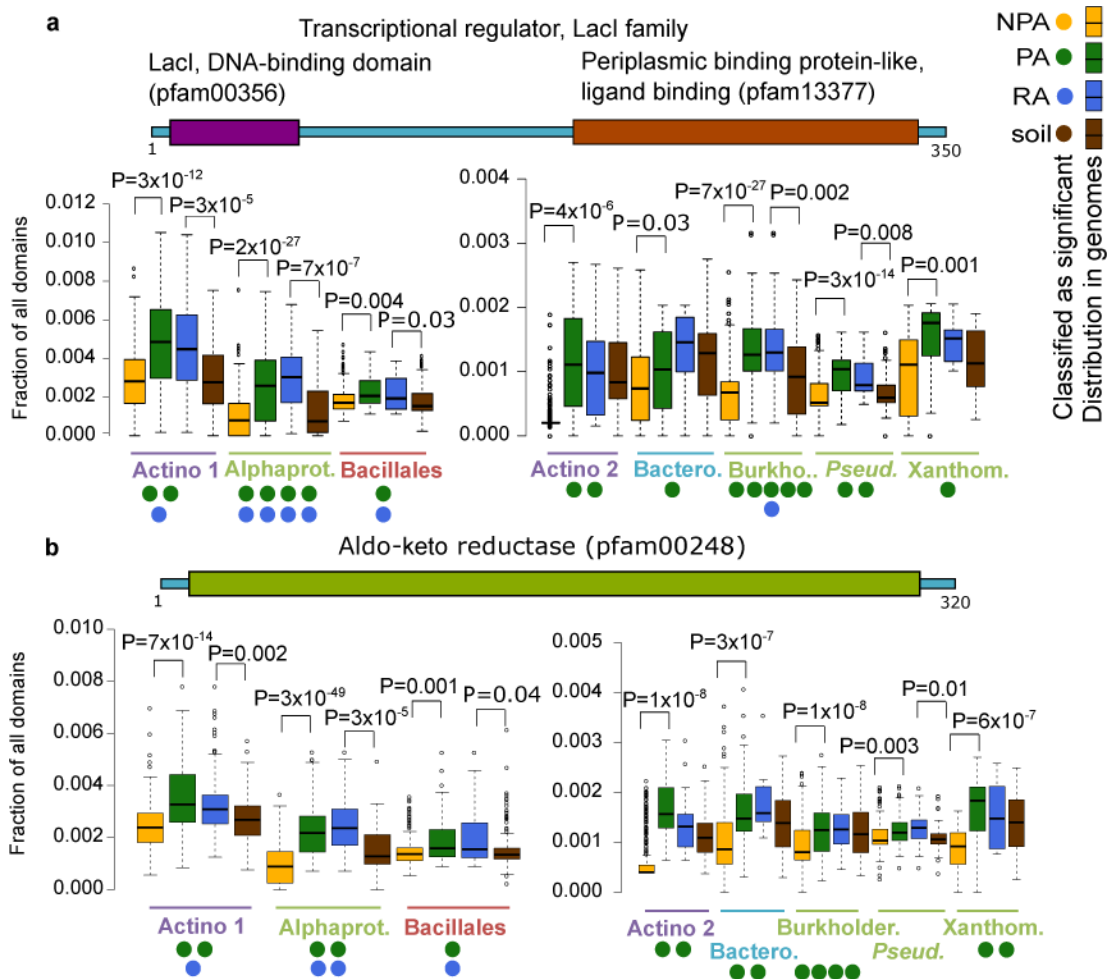 a
Transcriptional regulator, LacI family
LacI, DNA-binding domain
(pfam00356)
Periplasmic binding protein-like,
ligand binding (pfam13377)
1
350
NPA
PA
RA
soil
Classified as significant
Distribution in genomes
Fraction of all domains
0.012
0.010
0.008
0.006
0.004
0.002
0.000
P=3x10-12
P=3x10-5
P=2x10-27
P=7x10-7
P=0.004
P=0.03
Actino 1
Alphaprot.
Bacillales
0.004
0.003
0.002
0.001
0.000
P=4x10-6
P=0.03
P=7x10-27
P=0.002
P=0.008
P=3x10-14
P=0.001
Actino 2
Bactero.
Burkho..
Pseud.
Xanthom.
b
Aldo-keto reductase (pfam00248)
1
320
Fraction of all domains
0.010
0.008
0.006
0.004
0.002
0.000
P=7x10-14
P=0.002
P=3x10-49
P=3x10-5
P=0.001
P=0.04
Actino 1
Alphaprot.
Bacillales
0.005
0.004
0.003
0.002
0.001
0.000
P=1x10-8
P=3x10-7
P=1x10-8
P=0.003
P=0.01
P=6x10-7
Actino 2
Bactero.
Burkholder.
Pseud.
Xanthom.